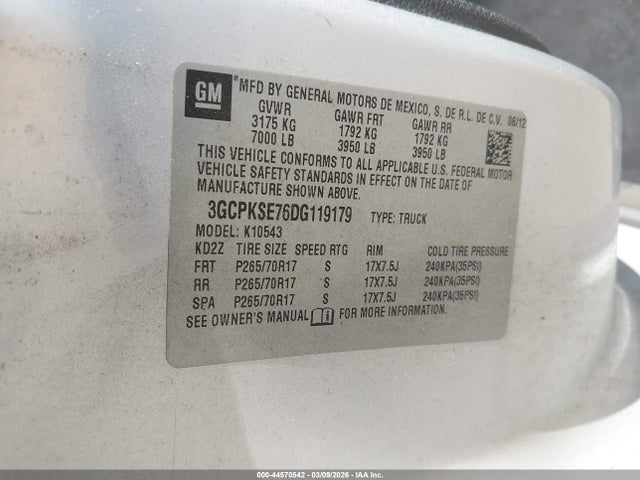 GM
*MFD BY GENERAL MOTORS DE MEXICO, S. DE R.L. DE C.V. 06/12
GVWR GAWR FRT GAWR RR
3175 KG 1792 KG 1792 KG
7000 LB 3950 LB 3950 LB
THIS VEHICLE CONFORMS TO ALL APPLICABLE U.S. FEDERAL MOTOR
VEHICLE SAFETY STANDARDS IN EFFECT ON THE DATE OF
MANUFACTURE SHOWN ABOVE.
3GCPKSE76DG119179 TYPE: TRUCK
MODEL: K10543
KD2Z TIRE SIZE SPEED RTG RIM COLD TIRE PRESSURE
FRT P265/70R17 S 17X7.5J 240KPA(35PSI)
RR P265/70R17 S 17X7.5J 240KPA(35PSI)
SPA P265/70R17 S 17X7.5J 240KPA(35PSI)
SEE OWNER'S MANUAL FOR MORE INFORMATION.
000-44570542 - 03/09/2026 - IAAI.COM